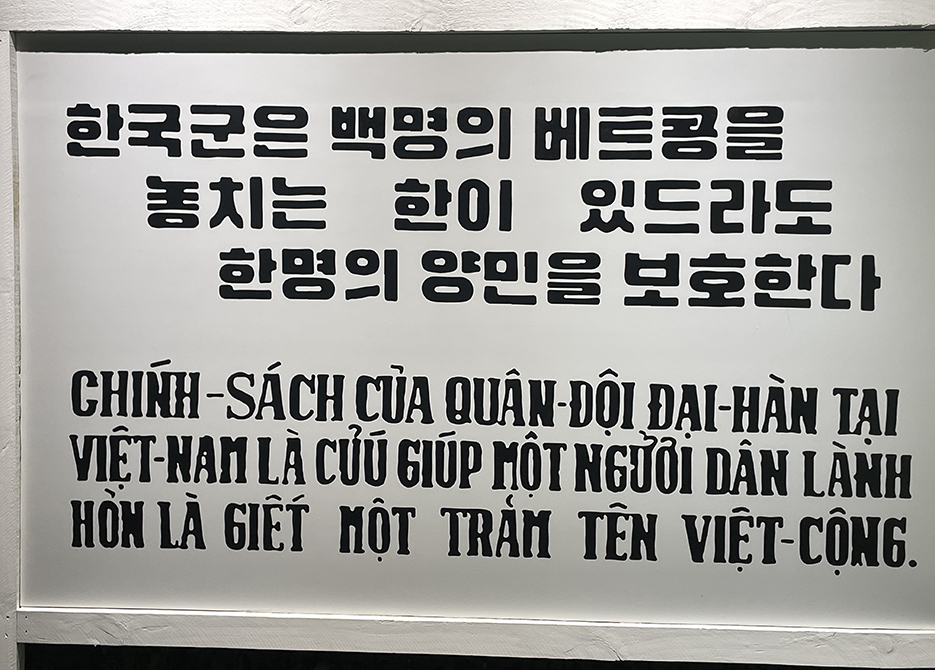 한국군은 백명의 베트콩을
놓치는 한이 있드라도
한명의 양민을 보호한다
CHIŃH-SÁCH CỦA QUÂN-ĐỘI ĐẠI-HÀN TẠI
VIỆT-NAM LÀ CỨU GIÚP MỘT NGƯỜI DÂN LÀNH
HƠN LÀ GIẾT MỘT TRĂM TÊN VIỆT-CỘNG.